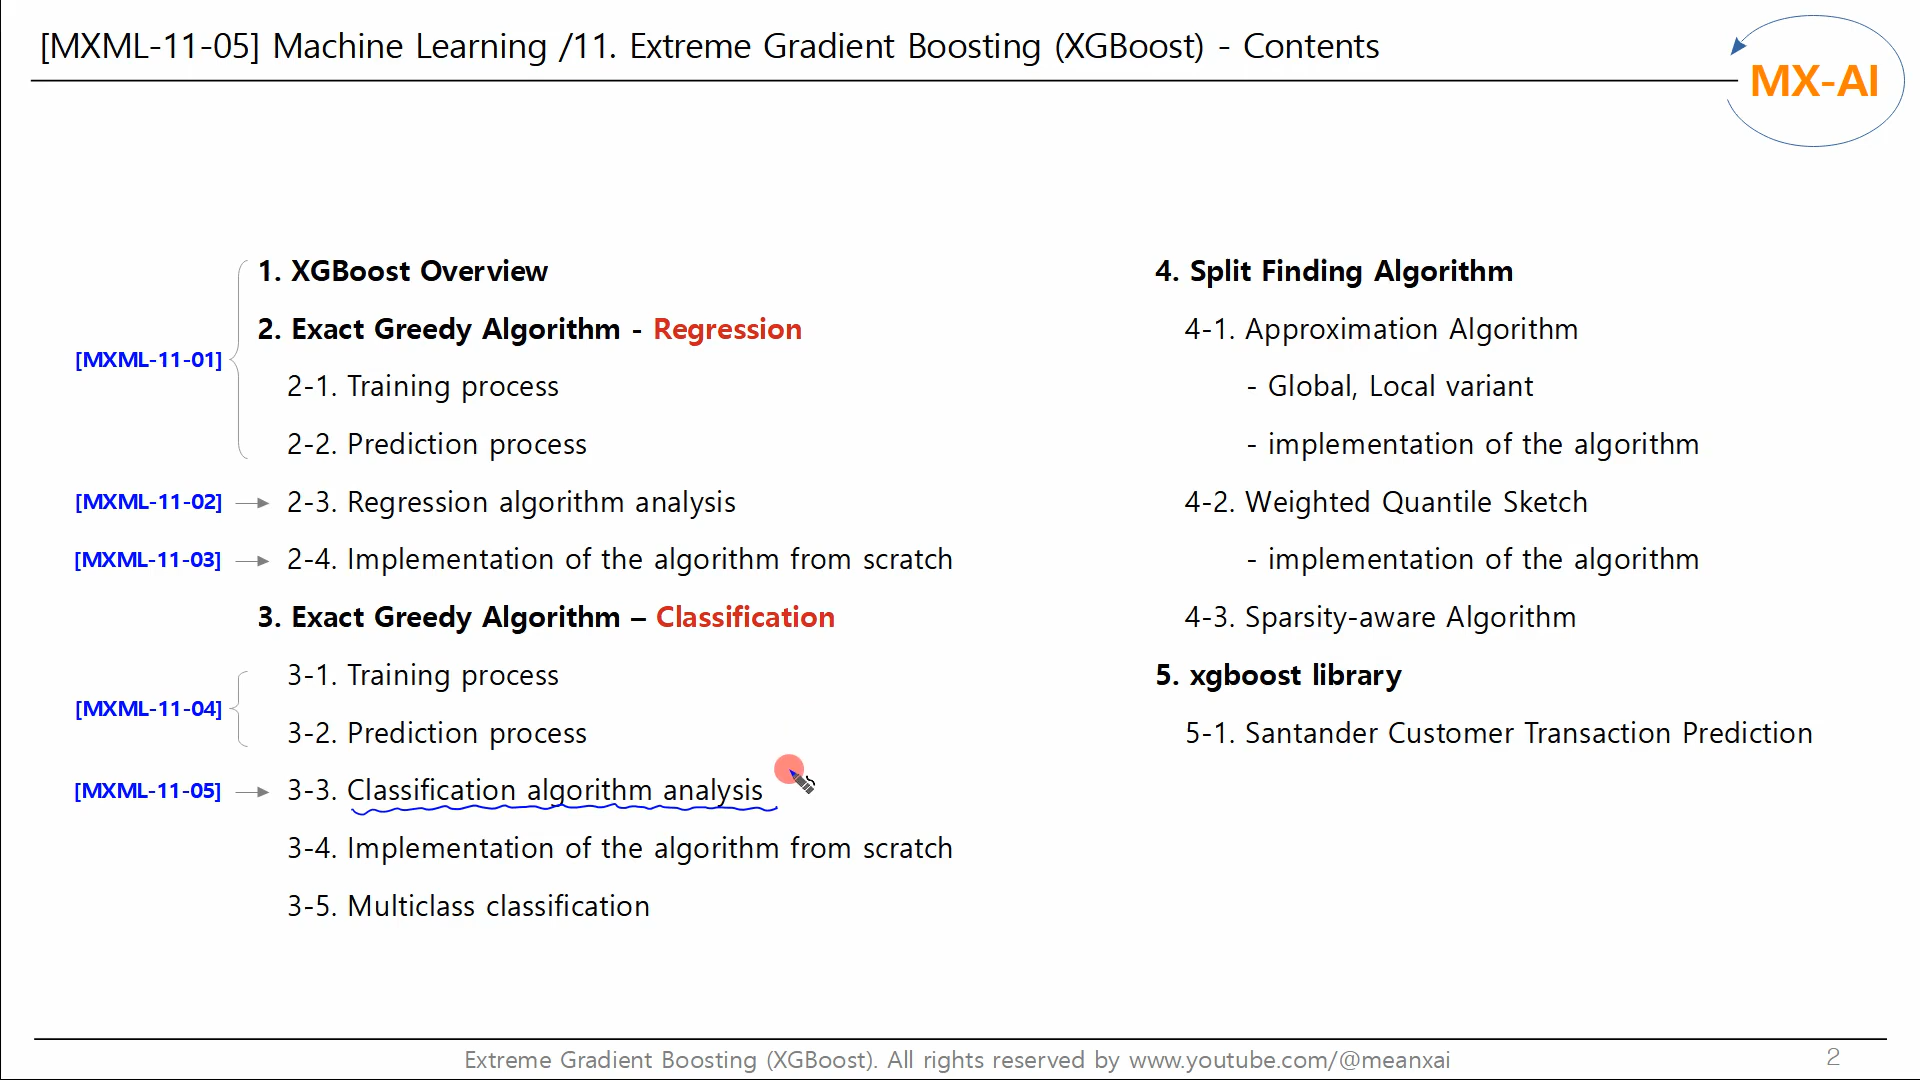 [MXML-11-05] Machine Learning /11. Extreme Gradient Boosting (XGBoost) - Contents
MX-AI
1. XGBoost Overview
2. Exact Greedy Algorithm - Regression
[MXML-11-01]
2-1. Training process
2-2. Prediction process
[MXML-11-02] 2-3. Regression algorithm analysis
[MXML-11-03] 2-4. Implementation of the algorithm from scratch
3. Exact Greedy Algorithm – Classification
3-1. Training process
[MXML-11-04]
3-2. Prediction process
[MXML-11-05] 3-3. Classification algorithm analysis
3-4. Implementation of the algorithm from scratch
3-5. Multiclass classification
4. Split Finding Algorithm
4-1. Approximation Algorithm
- Global, Local variant
- implementation of the algorithm
4-2. Weighted Quantile Sketch
- implementation of the algorithm
4-3. Sparsity-aware Algorithm
5. xgboost library
5-1. Santander Customer Transaction Prediction
Extreme Gradient Boosting (XGBoost). All rights reserved by www.youtube.com/@meanxai
2